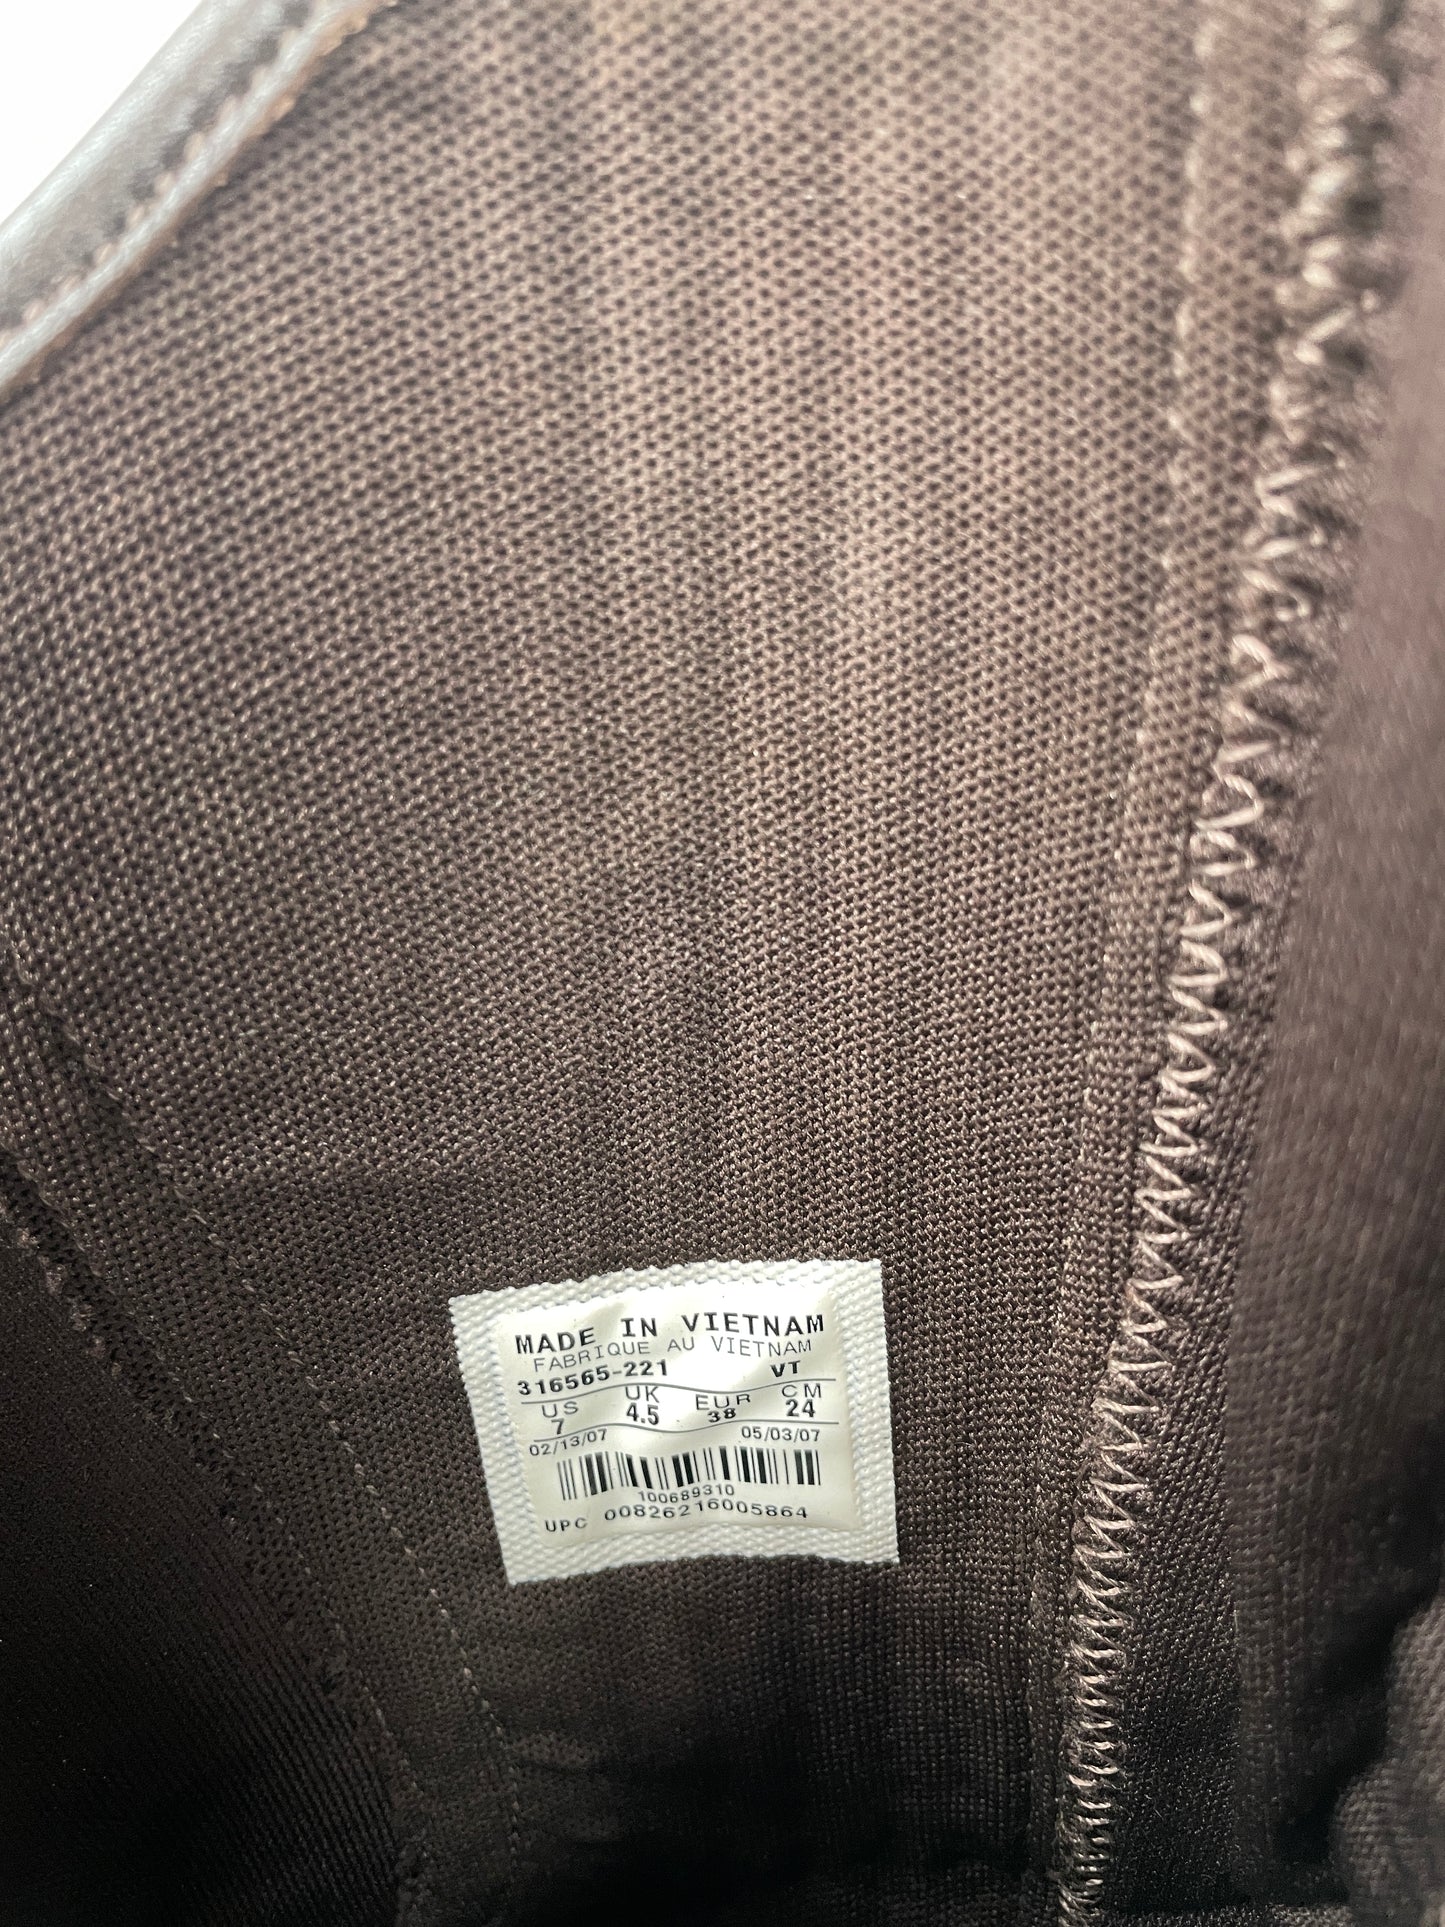 MADE IN VIETNAM
FABRIQUE AU VIETNAM
316565-221 VT
US UK EUR CM
7 4.5 38 24
02/13/07 05/03/07
100689310
UPC 00826216005864